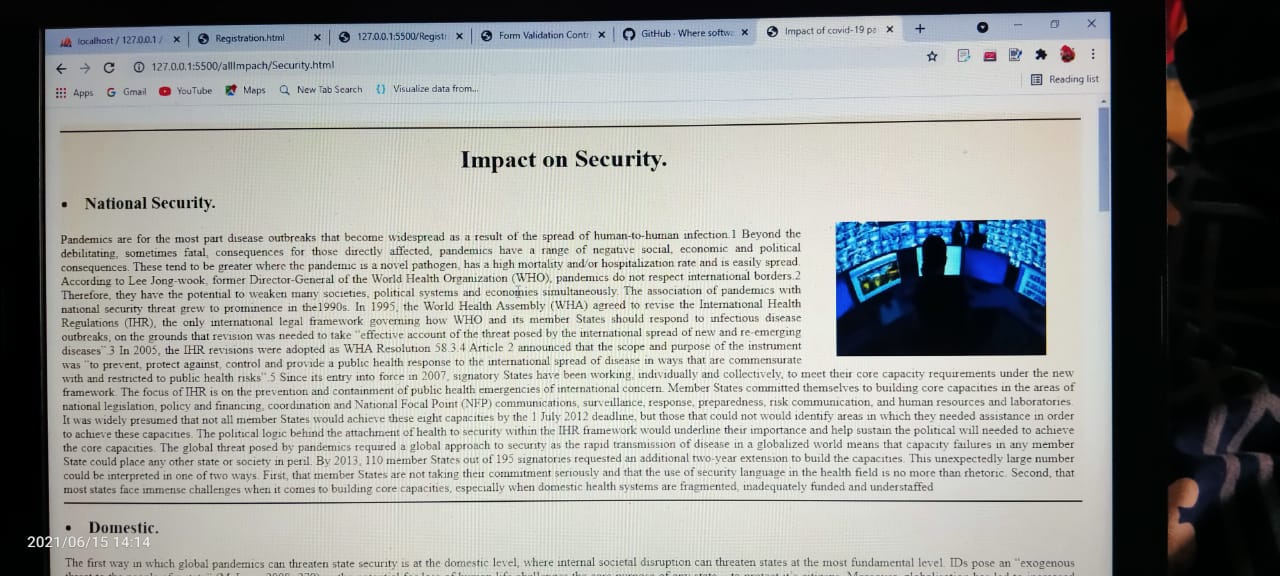 localhost / 127.0.0.1 /
Registration.html
127.0.0.1:5500/Registr
Form Validation Contr
GitHub - Where softwa
Impact of covid-19 pa
127.0.0.1:5500/allImpach/Security.html
Apps Gmail YouTube Maps New Tab Search Visualize data from...
Reading list
Impact on Security.
• National Security.
Pandemics are for the most part disease outbreaks that become widespread as a result of the spread of human-to-human infection.1 Beyond the
debilitating, sometimes fatal, consequences for those directly affected, pandemics have a range of negative social, economic and political
consequences. These tend to be greater where the pandemic is a novel pathogen, has a high mortality and/or hospitalization rate and is easily spread.
According to Lee Jong-wook, former Director-General of the World Health Organization (WHO), pandemics do not respect international borders.2
Therefore, they have the potential to weaken many societies, political systems and economies simultaneously. The association of pandemics with
national security threat grew to prominence in the1990s. In 1995, the World Health Assembly (WHA) agreed to revise the International Health
Regulations (IHR), the only international legal framework governing how WHO and its member States should respond to infectious disease
outbreaks, on the grounds that revision was needed to take "effective account of the threat posed by the international spread of new and re-emerging
diseases".3 In 2005, the IHR revisions were adopted as WHA Resolution 58.3.4 Article 2 announced that the scope and purpose of the instrument
was "to prevent, protect against, control and provide a public health response to the international spread of disease in ways that are commensurate
with and restricted to public health risks".5 Since its entry into force in 2007, signatory States have been working, individually and collectively, to meet their core capacity requirements under the new
framework. The focus of IHR is on the prevention and containment of public health emergencies of international concern. Member States committed themselves to building core capacities in the areas of
national legislation, policy and financing, coordination and National Focal Point (NFP) communications, surveillance, response, preparedness, risk communication, and human resources and laboratories.
It was widely presumed that not all member States would achieve these eight capacities by the 1 July 2012 deadline, but those that could not would identify areas in which they needed assistance in order
to achieve these capacities. The political logic behind the attachment of health to security within the IHR framework would underline their importance and help sustain the political will needed to achieve
the core capacities. The global threat posed by pandemics required a global approach to security as the rapid transmission of disease in a globalized world means that capacity failures in any member
State could place any other state or society in peril. By 2013, 110 member States out of 195 signatories requested an additional two-year extension to build the capacities. This unexpectedly large number
could be interpreted in one of two ways. First, that member States are not taking their commitment seriously and that the use of security language in the health field is no more than rhetoric. Second, that
most states face immense challenges when it comes to building core capacities, especially when domestic health systems are fragmented, inadequately funded and understaffed
• Domestic.
2021/06/15 14:14
The first way in which global pandemics can threaten state security is at the domestic level, where internal societal disruption can threaten states at the most fundamental level. IDs pose an "exogenous